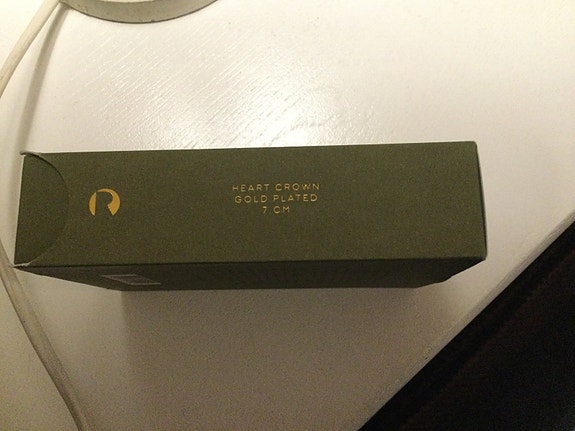 HEART CROWN
GOLD PLATED
7 CM